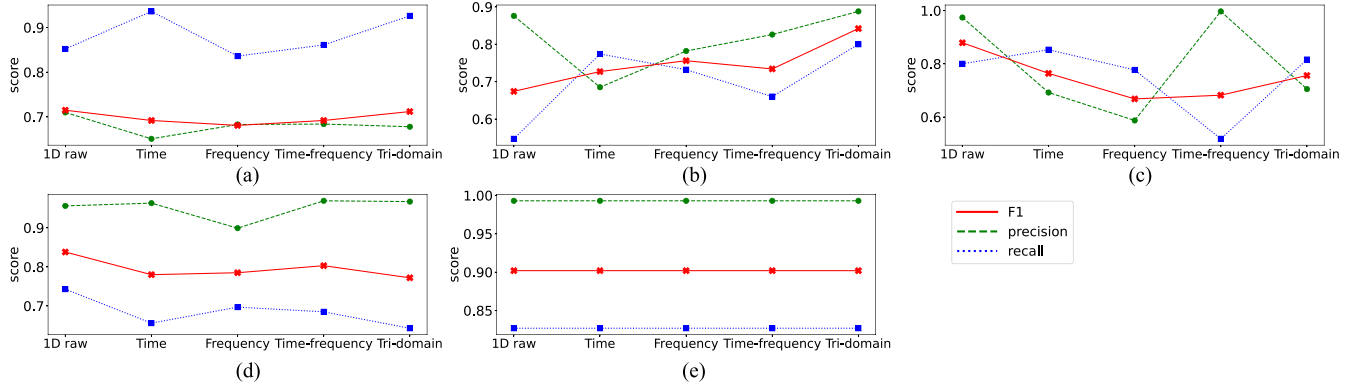 0.9
0.8
0.7
score
1D raw Time Frequency Time-frequency Tri-domain
(a)
0.9
0.8
0.7
0.6
score
1D raw Time Frequency Time-frequency Tri-domain
(b)
1.0
0.8
0.6
score
1D raw Time Frequency Time-frequency Tri-domain
(c)
0.9
0.8
0.7
score
1D raw Time Frequency Time-frequency Tri-domain
(d)
1.00
0.95
0.90
0.85
score
1D raw Time Frequency Time-frequency Tri-domain
(e)
F1
precision
recall